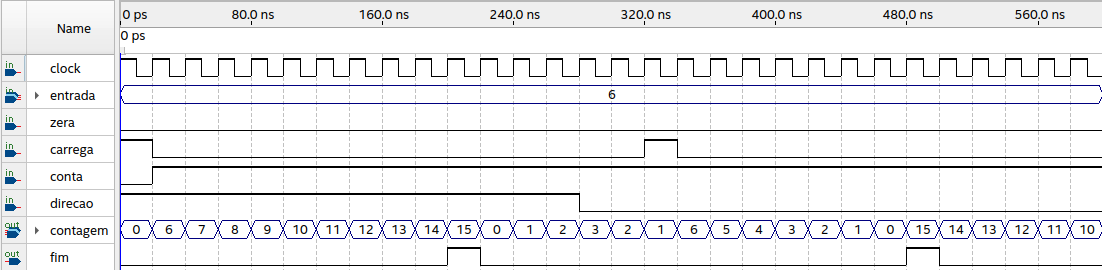 Name 0 ps 80.0 ns 160.0 ns 240.0 ns 320.0 ns 400.0 ns 480.0 ns 560.0 ns
0 ps
in clock
in entrada 6
in zera
in carrega
in conta
in direcao
out contagem 0 6 7 8 9 10 11 12 13 14 15 0 1 2 3 2 1 6 5 4 3 2 1 0 15 14 13 12 11 10
out fim